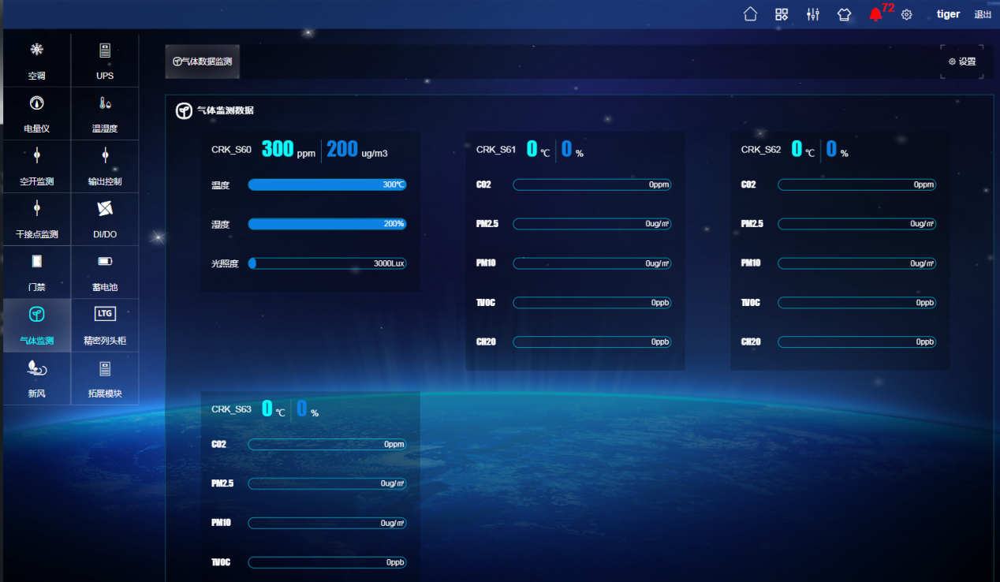 72
tiger
退出
空调
UPS
电量仪
温湿度
空开监测
输出控制
干接点监测
DI/DO
门禁
蓄电池
气体监测
LTG
精密列头柜
新风
拓展模块
气体数据监测
设置
气体监测数据
CRK_S60 300 ppm 200 ug/m3
温度 300℃
湿度 200%
光照度 3000Lux
CRK_S61 0 ℃ 0 %
CO2 0ppm
PM2.5 0ug/m³
PM10 0ug/m³
TVOC 0ppb
CH2O 0ppb
CRK_S62 0 ℃ 0 %
CO2 0ppm
PM2.5 0ug/m³
PM10 0ug/m³
TVOC 0ppb
CH2O 0ppb
CRK_S63 0 ℃ 0 %
CO2 0ppm
PM2.5 0ug/m³
PM10 0ug/m³
TVOC 0ppb